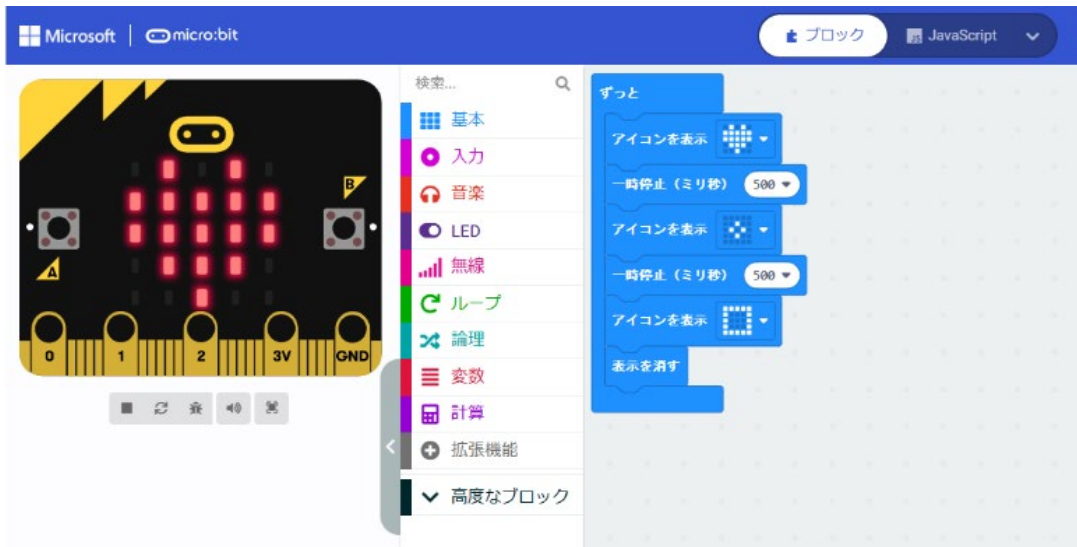 Microsoft micro:bit
ブロック JavaScript
検索...
基本
入力
音楽
LED
無線
ループ
論理
変数
計算
拡張機能
高度なブロック
B
A
0 1 2 3V GND
ずっと
アイコンを表示
一時停止（ミリ秒） 500
アイコンを表示
一時停止（ミリ秒） 500
アイコンを表示
表示を消す